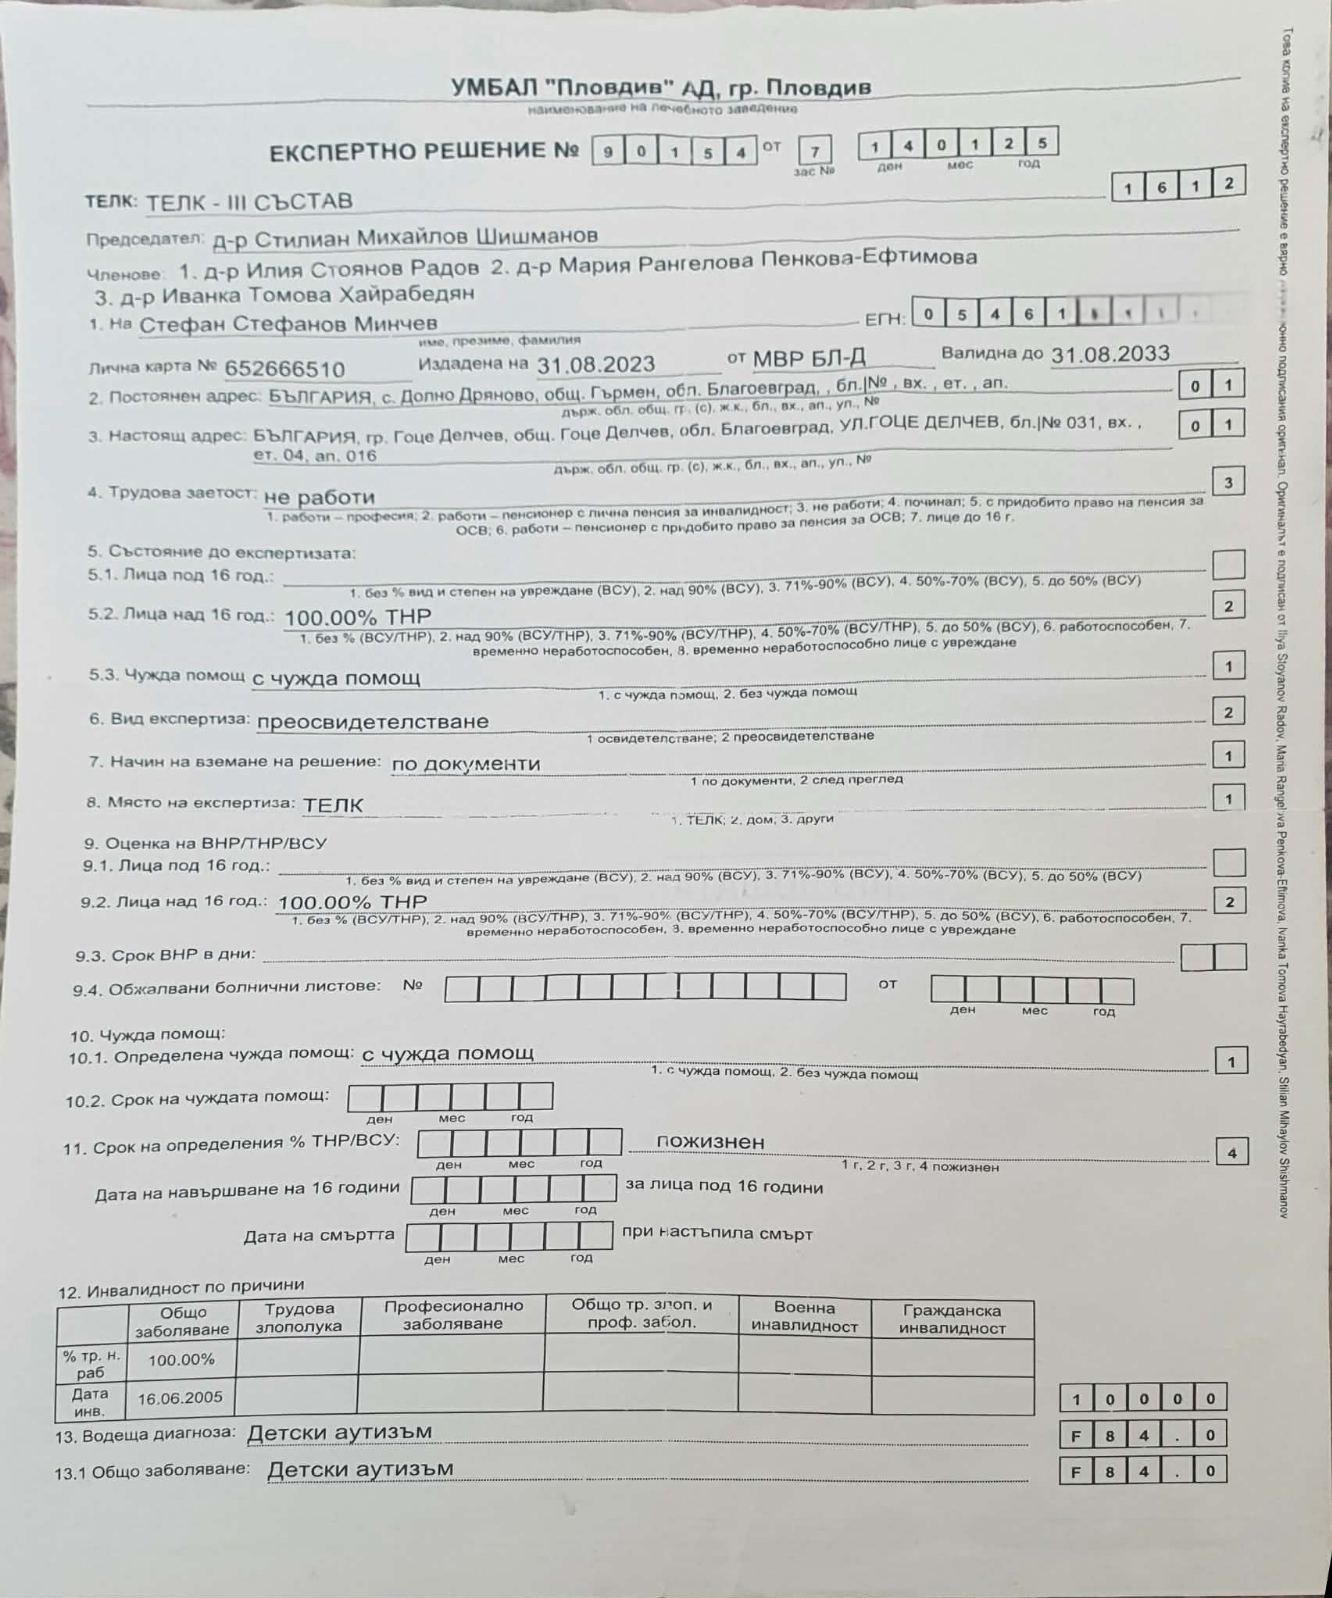 УМБАЛ "Пловдив" АД, гр. Пловдив
наименование на лечебното заведение
ЕКСПЕРТНО РЕШЕНИЕ № 9 0 1 5 4 от 7 1 4 0 1 2 5
зас № ден мес год
ТЕЛК: ТЕЛК - III СЪСТАВ 1 6 1 2
Председател: д-р Стилиан Михайлов Шишманов
Членове: 1. д-р Илия Стоянов Радов 2. д-р Мария Рангелова Пенкова-Ефтимова
3. д-р Иванка Томова Хайрабедян
1. На Стефан Стефанов Минчев ЕГН: 0 5 4 6 1
име, презиме, фамилия
Лична карта № 652666510 Издадена на 31.08.2023 от МВР БЛ-Д Валидна до 31.08.2033
2. Постоянен адрес: БЪЛГАРИЯ, с. Долно Дряново, общ. Гърмен, обл. Благоевград, , бл.|№ , вх. , ет. , ап. 0 1
държ. обл. общ. гр. (с), ж.к., бл., вх., ап., ул., №
3. Настоящ адрес: БЪЛГАРИЯ, гр. Гоце Делчев, общ. Гоце Делчев, обл. Благоевград, УЛ.ГОЦЕ ДЕЛЧЕВ, бл.|№ 031, вх. , 0 1
ет. 04, ап. 016
държ. обл. общ. гр. (с), ж.к., бл., вх., ап., ул., №
4. Трудова заетост: не работи 3
1. работи – професия; 2. работи – пенсионер с лична пенсия за инвалидност; 3. не работи; 4. починал; 5. с придобито право на пенсия за
ОСВ; 6. работи – пенсионер с придобито право за пенсия за ОСВ; 7. лице до 16 г.
5. Състояние до експертизата:
5.1. Лица под 16 год.:
1. без % вид и степен на увреждане (ВСУ), 2. над 90% (ВСУ), 3. 71%-90% (ВСУ), 4. 50%-70% (ВСУ), 5. до 50% (ВСУ)
5.2. Лица над 16 год.: 100.00% ТНР 2
1. без % (ВСУ/ТНР), 2. над 90% (ВСУ/ТНР), 3. 71%-90% (ВСУ/ТНР), 4. 50%-70% (ВСУ/ТНР), 5. до 50% (ВСУ), 6. работоспособен, 7.
временно неработоспособен, 8. временно неработоспособно лице с увреждане
5.3. Чужда помощ с чужда помощ 1
1. с чужда помощ, 2. без чужда помощ
6. Вид експертиза: преосвидетелстване 2
1 освидетелстване; 2 преосвидетелстване
7. Начин на вземане на решение: по документи 1
1 по документи, 2 след преглед
8. Място на експертиза: ТЕЛК 1
1. ТЕЛК; 2. дом; 3. други
9. Оценка на ВНР/ТНР/ВСУ
9.1. Лица под 16 год.:
1. без % вид и степен на увреждане (ВСУ), 2. над 90% (ВСУ), 3. 71%-90% (ВСУ), 4. 50%-70% (ВСУ), 5. до 50% (ВСУ)
9.2. Лица над 16 год.: 100.00% ТНР 2
1. без % (ВСУ/ТНР), 2. над 90% (ВСУ/ТНР), 3. 71%-90% (ВСУ/ТНР), 4. 50%-70% (ВСУ/ТНР), 5. до 50% (ВСУ), 6. работоспособен, 7.
временно неработоспособен, 8. временно неработоспособно лице с увреждане
9.3. Срок ВНР в дни:
9.4. Обжалвани болнични листове: № от
ден мес год
10. Чужда помощ:
10.1. Определена чужда помощ: с чужда помощ 1
1. с чужда помощ, 2. без чужда помощ
10.2. Срок на чуждата помощ:
ден мес год
11. Срок на определения % ТНР/ВСУ: пожизнен 4
ден мес год 1 г, 2 г, 3 г, 4 пожизнен
Дата на навършване на 16 години за лица под 16 години
ден мес год
Дата на смъртта при настъпила смърт
ден мес год
12. Инвалидност по причини
Общо заболяване Трудова злополука Професионално заболяване Общо тр. злоп. и проф. забол. Военна инавлидност Гражданска инвалидност
% тр. н. раб 100.00%
Дата инв. 16.06.2005 1 0 0 0 0
13. Водеща диагноза: Детски аутизъм F 8 4 . 0
13.1 Общо заболяване: Детски аутизъм F 8 4 . 0
Това копие на експертно решение е вярно подписания оригинал. Оригиналът е подписан от Iliya Stoyanov Radov, Maria Rangelova Penkova-Eftimova, Ivanka Tomova Hayrabedyan, Stilian Mihaylov Shishmanov